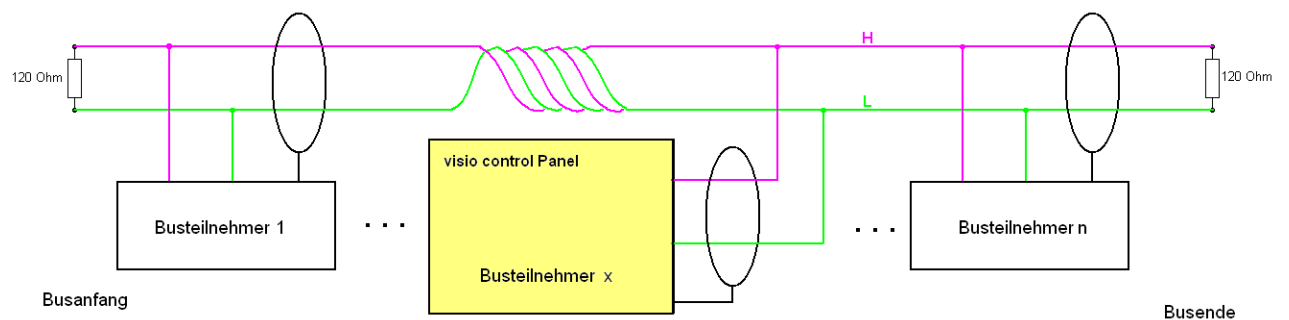 H
120 Ohm
120 Ohm
L
visio control Panel
Busteilnehmer 1
. . .
. . .
Busteilnehmer n
Busteilnehmer x
Busanfang
Busende